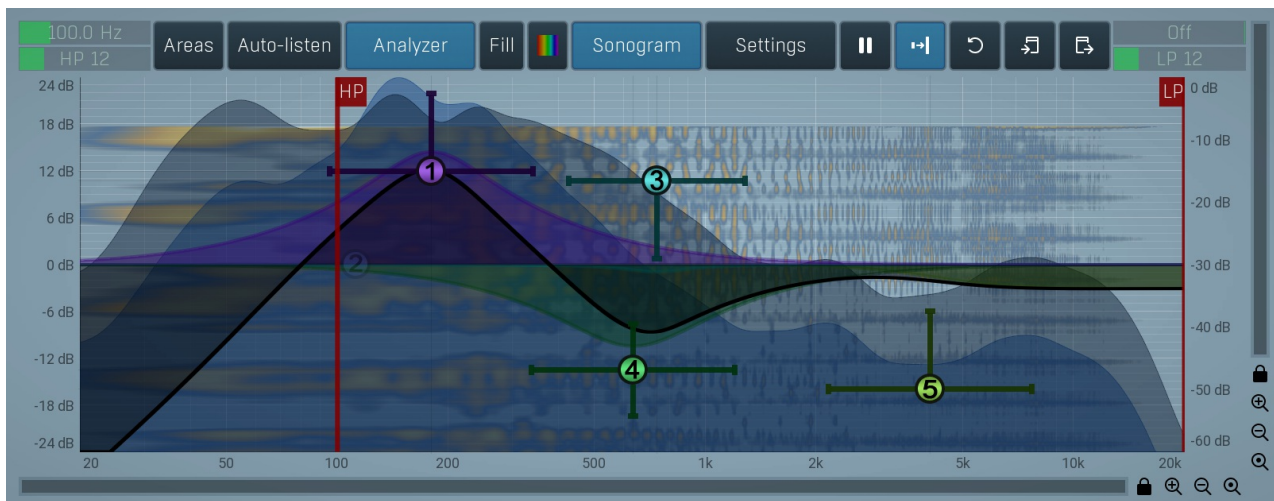 100.0 Hz
HP 12
Areas
Auto-listen
Analyzer
Fill
Sonogram
Settings
Off
LP 12
24 dB
18 dB
12 dB
6 dB
0 dB
-6 dB
-12 dB
-18 dB
-24 dB
HP
LP
1
2
3
4
5
0 dB
-10 dB
-20 dB
-30 dB
-40 dB
-50 dB
-60 dB
20 50 100 200 500 1k 2k 5k 10k 20k